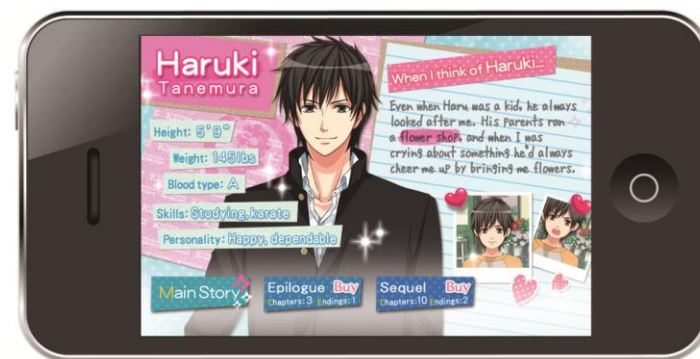 Haruki
Tanemura
Height: 5'9"
Weight: 145lbs
Blood type: A
Skills: Studying, karate
Personality: Happy, dependable
When I think of Haruki...
Even when Haru was a kid, he always
looked after me. His parents ran
a flower shop, and when I was
crying about something he'd always
cheer me up by bringing me flowers.
Main Story
Epilogue Buy
Chapters:3 Endings:1
Sequel Buy
Chapters:10 Endings:2